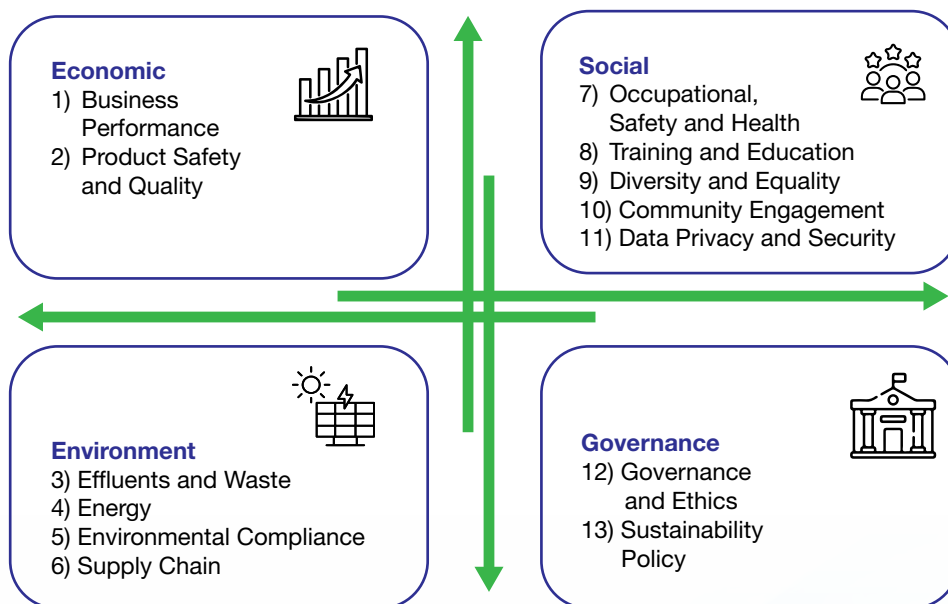 Economic
1) Business
Performance
2) Product Safety
and Quality
Social
7) Occupational,
Safety and Health
8) Training and Education
9) Diversity and Equality
10) Community Engagement
11) Data Privacy and Security
Environment
3) Effluents and Waste
4) Energy
5) Environmental Compliance
6) Supply Chain
Governance
12) Governance
and Ethics
13) Sustainability
Policy